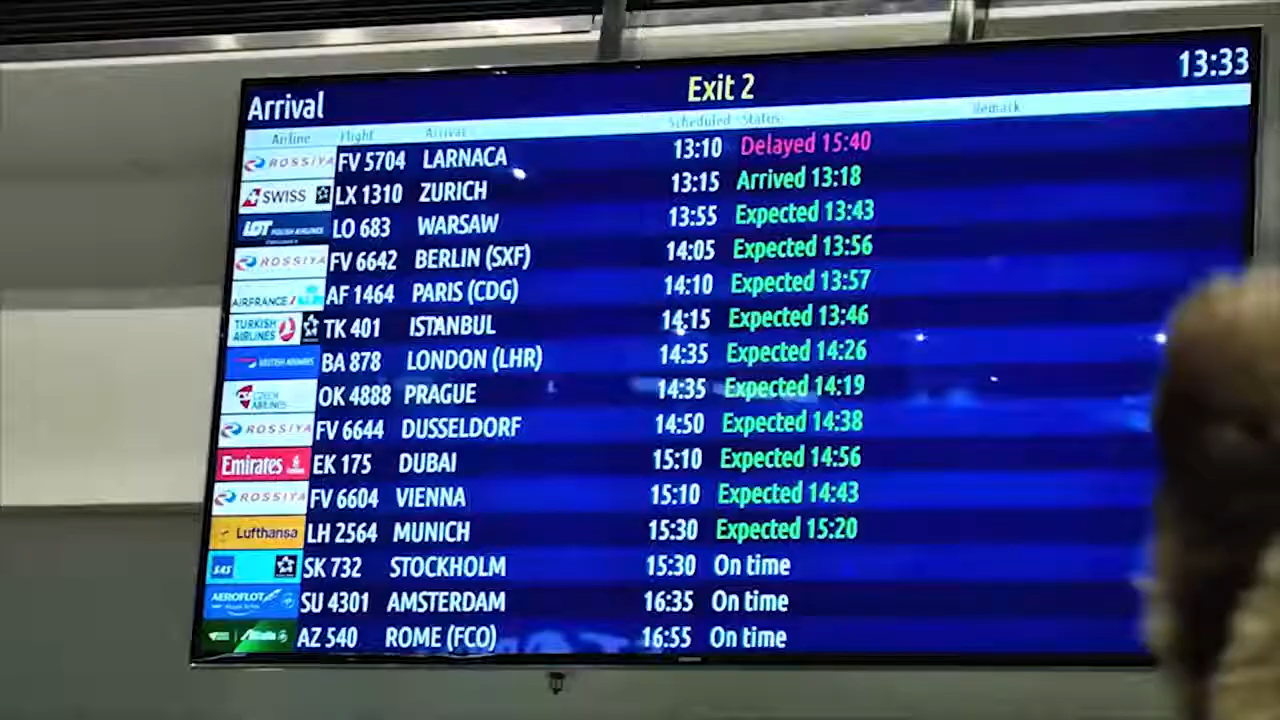 Arrival Exit 2 13:33
Airline Flight Arrival Scheduled Status Remark
ROSSIYA FV 5704 LARNACA 13:10 Delayed 15:40
SWISS LX 1310 ZURICH 13:15 Arrived 13:18
LOT POLISH AIRLINES LO 683 WARSAW 13:55 Expected 13:43
ROSSIYA FV 6642 BERLIN (SXF) 14:05 Expected 13:56
AIRFRANCE AF 1464 PARIS (CDG) 14:10 Expected 13:57
TURKISH AIRLINES TK 401 ISTANBUL 14:15 Expected 13:46
BRITISH AIRWAYS BA 878 LONDON (LHR) 14:35 Expected 14:26
CZECH AIRLINES OK 4888 PRAGUE 14:35 Expected 14:19
ROSSIYA FV 6644 DUSSELDORF 14:50 Expected 14:38
Emirates EK 175 DUBAI 15:10 Expected 14:56
ROSSIYA FV 6604 VIENNA 15:10 Expected 14:43
Lufthansa LH 2564 MUNICH 15:30 Expected 15:20
SAS SK 732 STOCKHOLM 15:30 On time
AEROFLOT SU 4301 AMSTERDAM 16:35 On time
Alitalia AZ 540 ROME (FCO) 16:55 On time